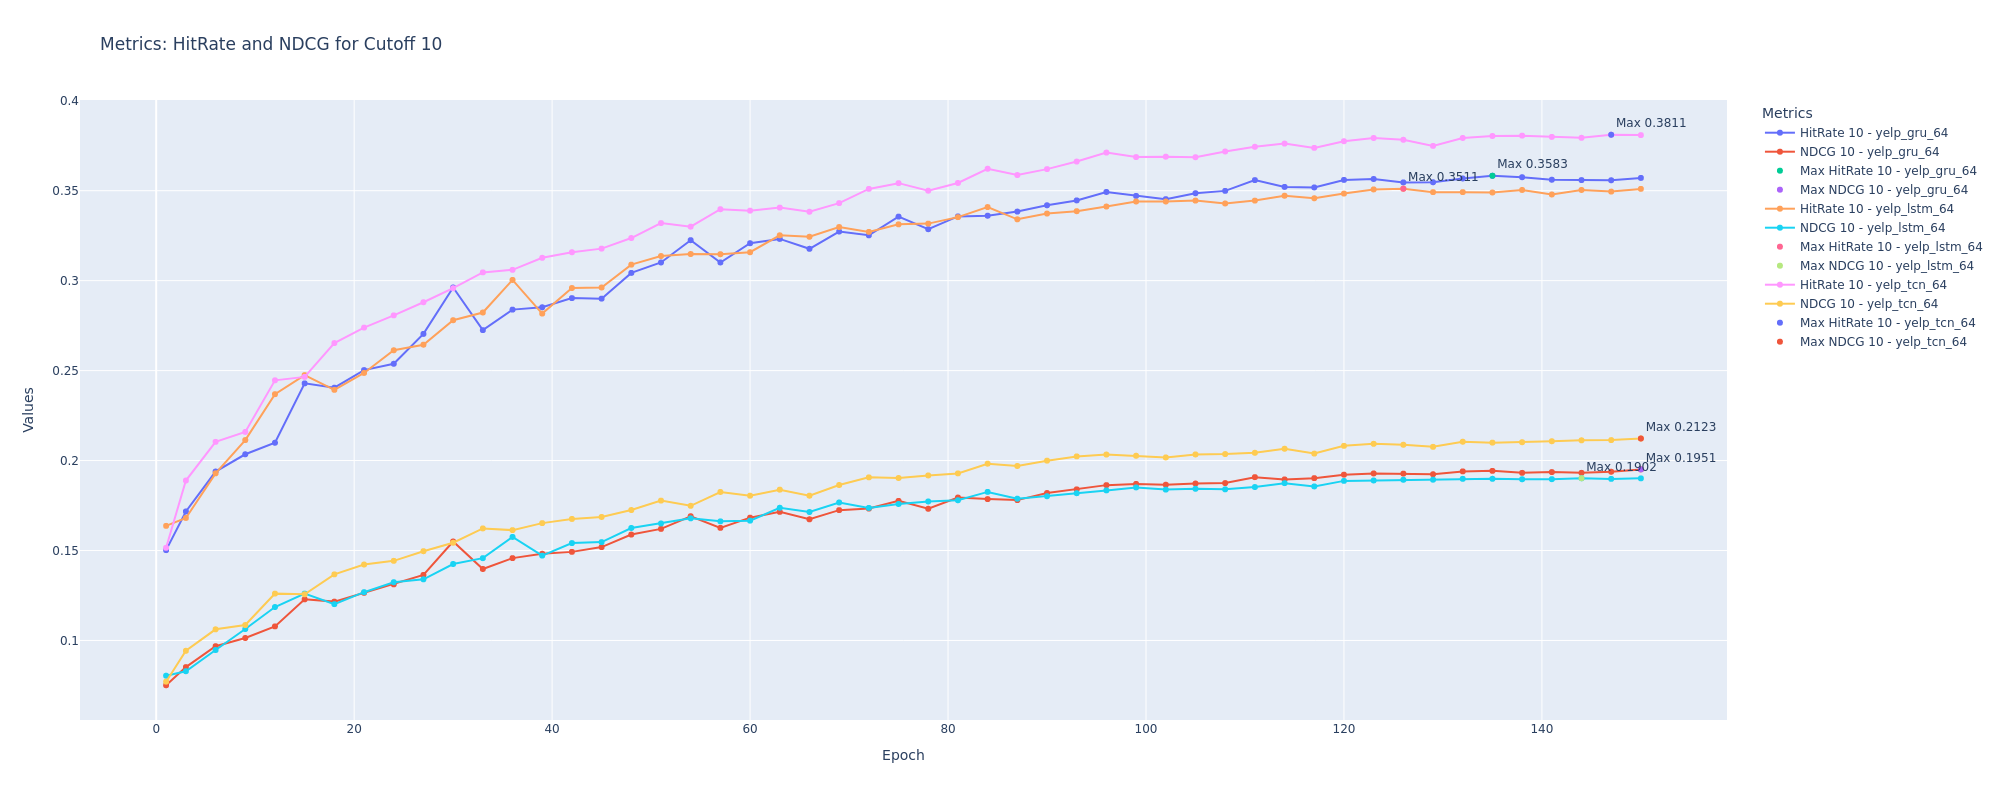 Metrics: HitRate and NDCG for Cutoff 10
0.4
0.35
0.3
0.25
0.2
0.15
0.1
Values
Max 0.3811
Max 0.3583
Max 0.3511
Max 0.2123
Max 0.1951
Max 0.1902
0 20 40 60 80 100 120 140
Epoch
Metrics
HitRate 10 - yelp_gru_64
NDCG 10 - yelp_gru_64
Max HitRate 10 - yelp_gru_64
Max NDCG 10 - yelp_gru_64
HitRate 10 - yelp_lstm_64
NDCG 10 - yelp_lstm_64
Max HitRate 10 - yelp_lstm_64
Max NDCG 10 - yelp_lstm_64
HitRate 10 - yelp_tcn_64
NDCG 10 - yelp_tcn_64
Max HitRate 10 - yelp_tcn_64
Max NDCG 10 - yelp_tcn_64